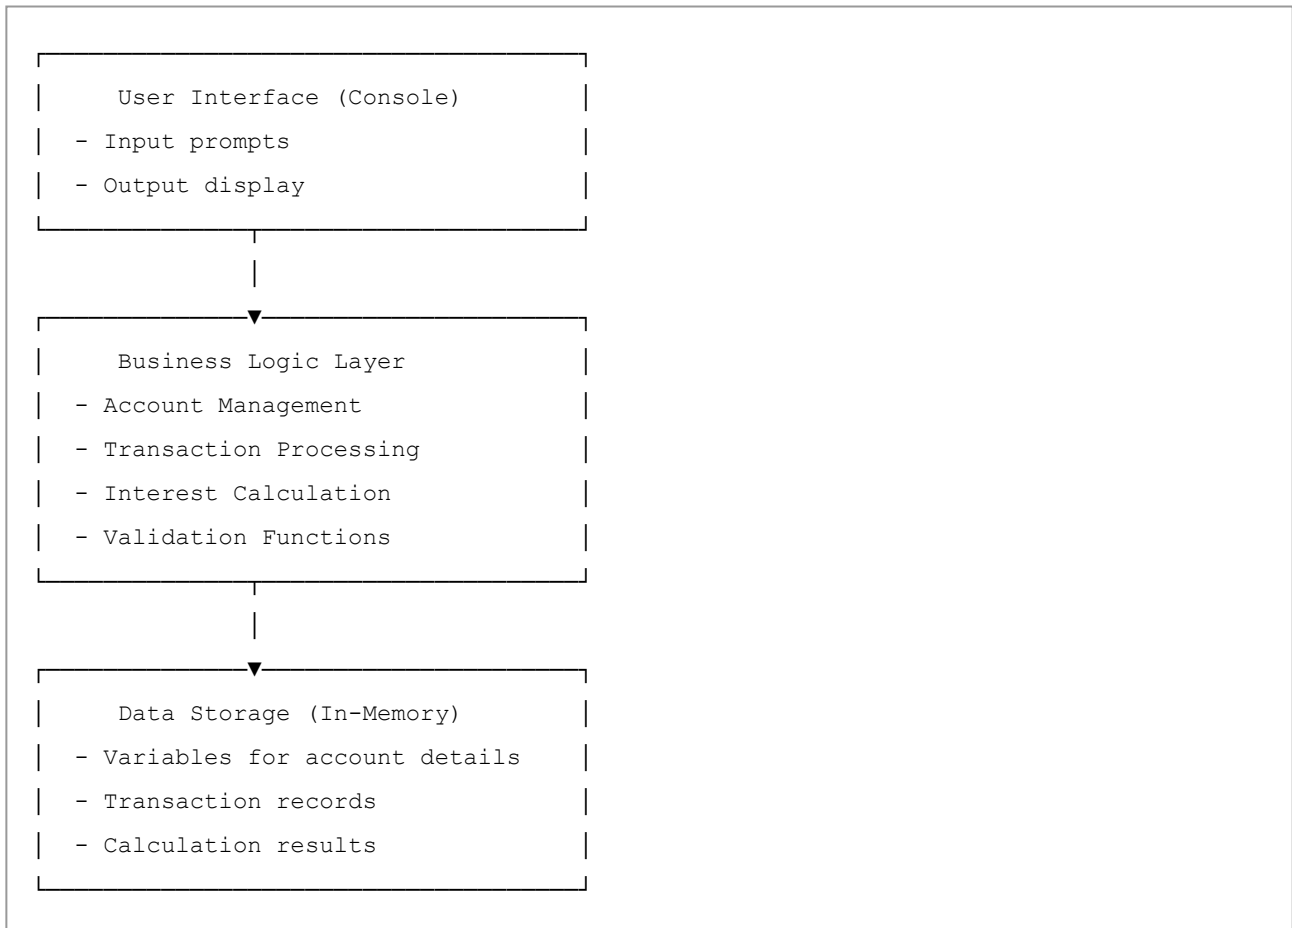 User Interface (Console)
- Input prompts
- Output display
Business Logic Layer
- Account Management
- Transaction Processing
- Interest Calculation
- Validation Functions
Data Storage (In-Memory)
- Variables for account details
- Transaction records
- Calculation results